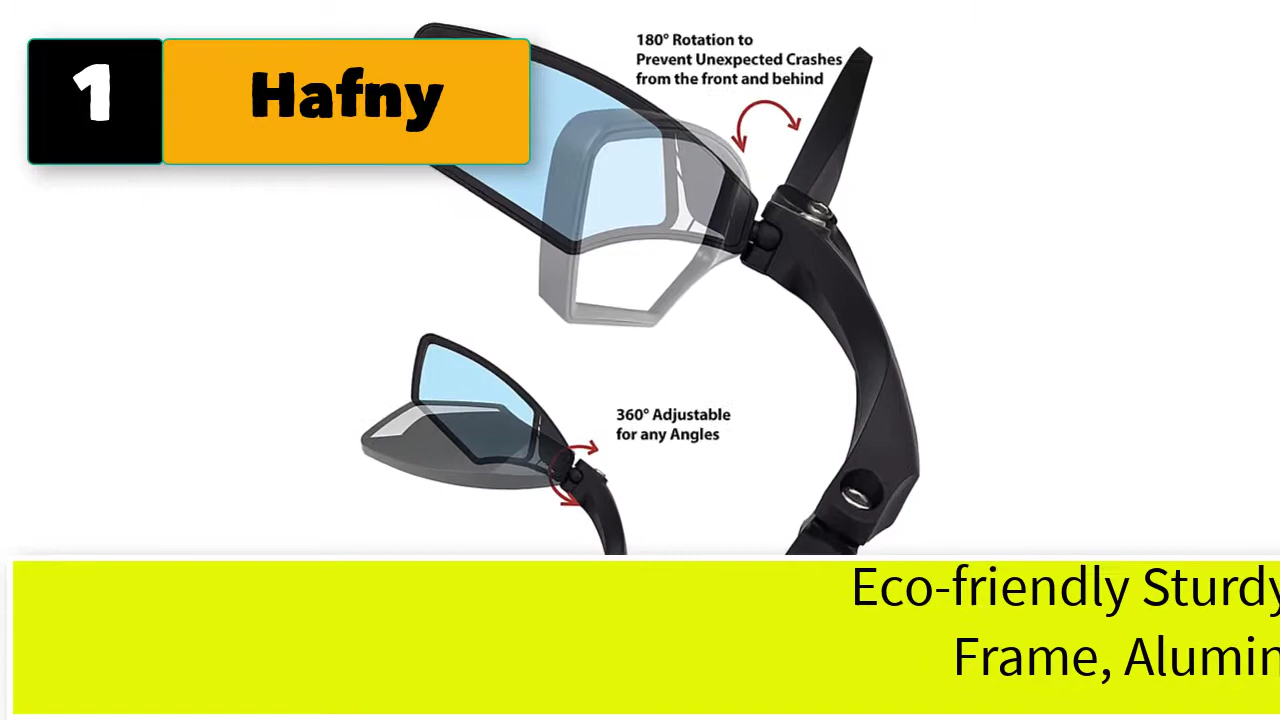 1
Hafny
180° Rotation to
Prevent Unexpected Crashes
from the front and behind
360° Adjustable
for any Angles
Eco-friendly Sturdy
Frame, Alumin